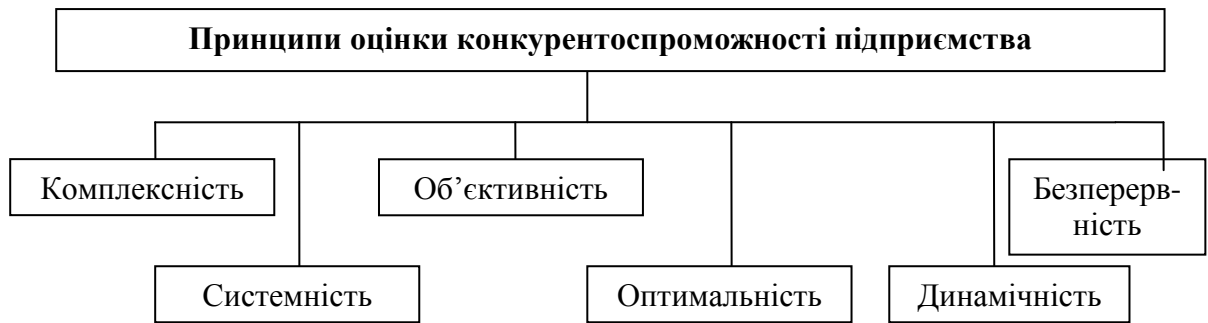 Принципи оцінки конкурентоспроможності підприємства
Комплексність
Об’єктивність
Безперерв-
ність
Системність
Оптимальність
Динамічність